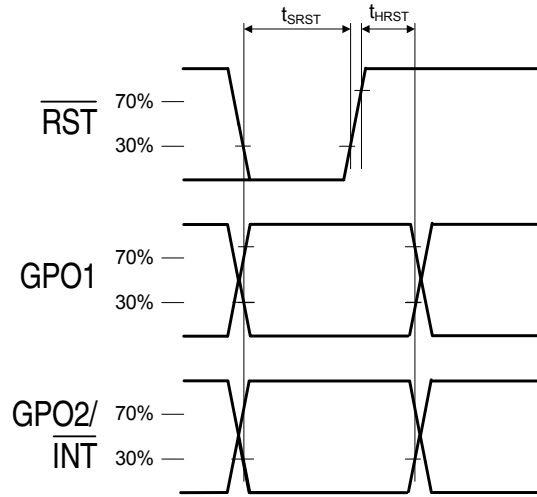 tSRST
tHRST
RST
70%
30%
GPO1
70%
30%
GPO2/
INT
70%
30%